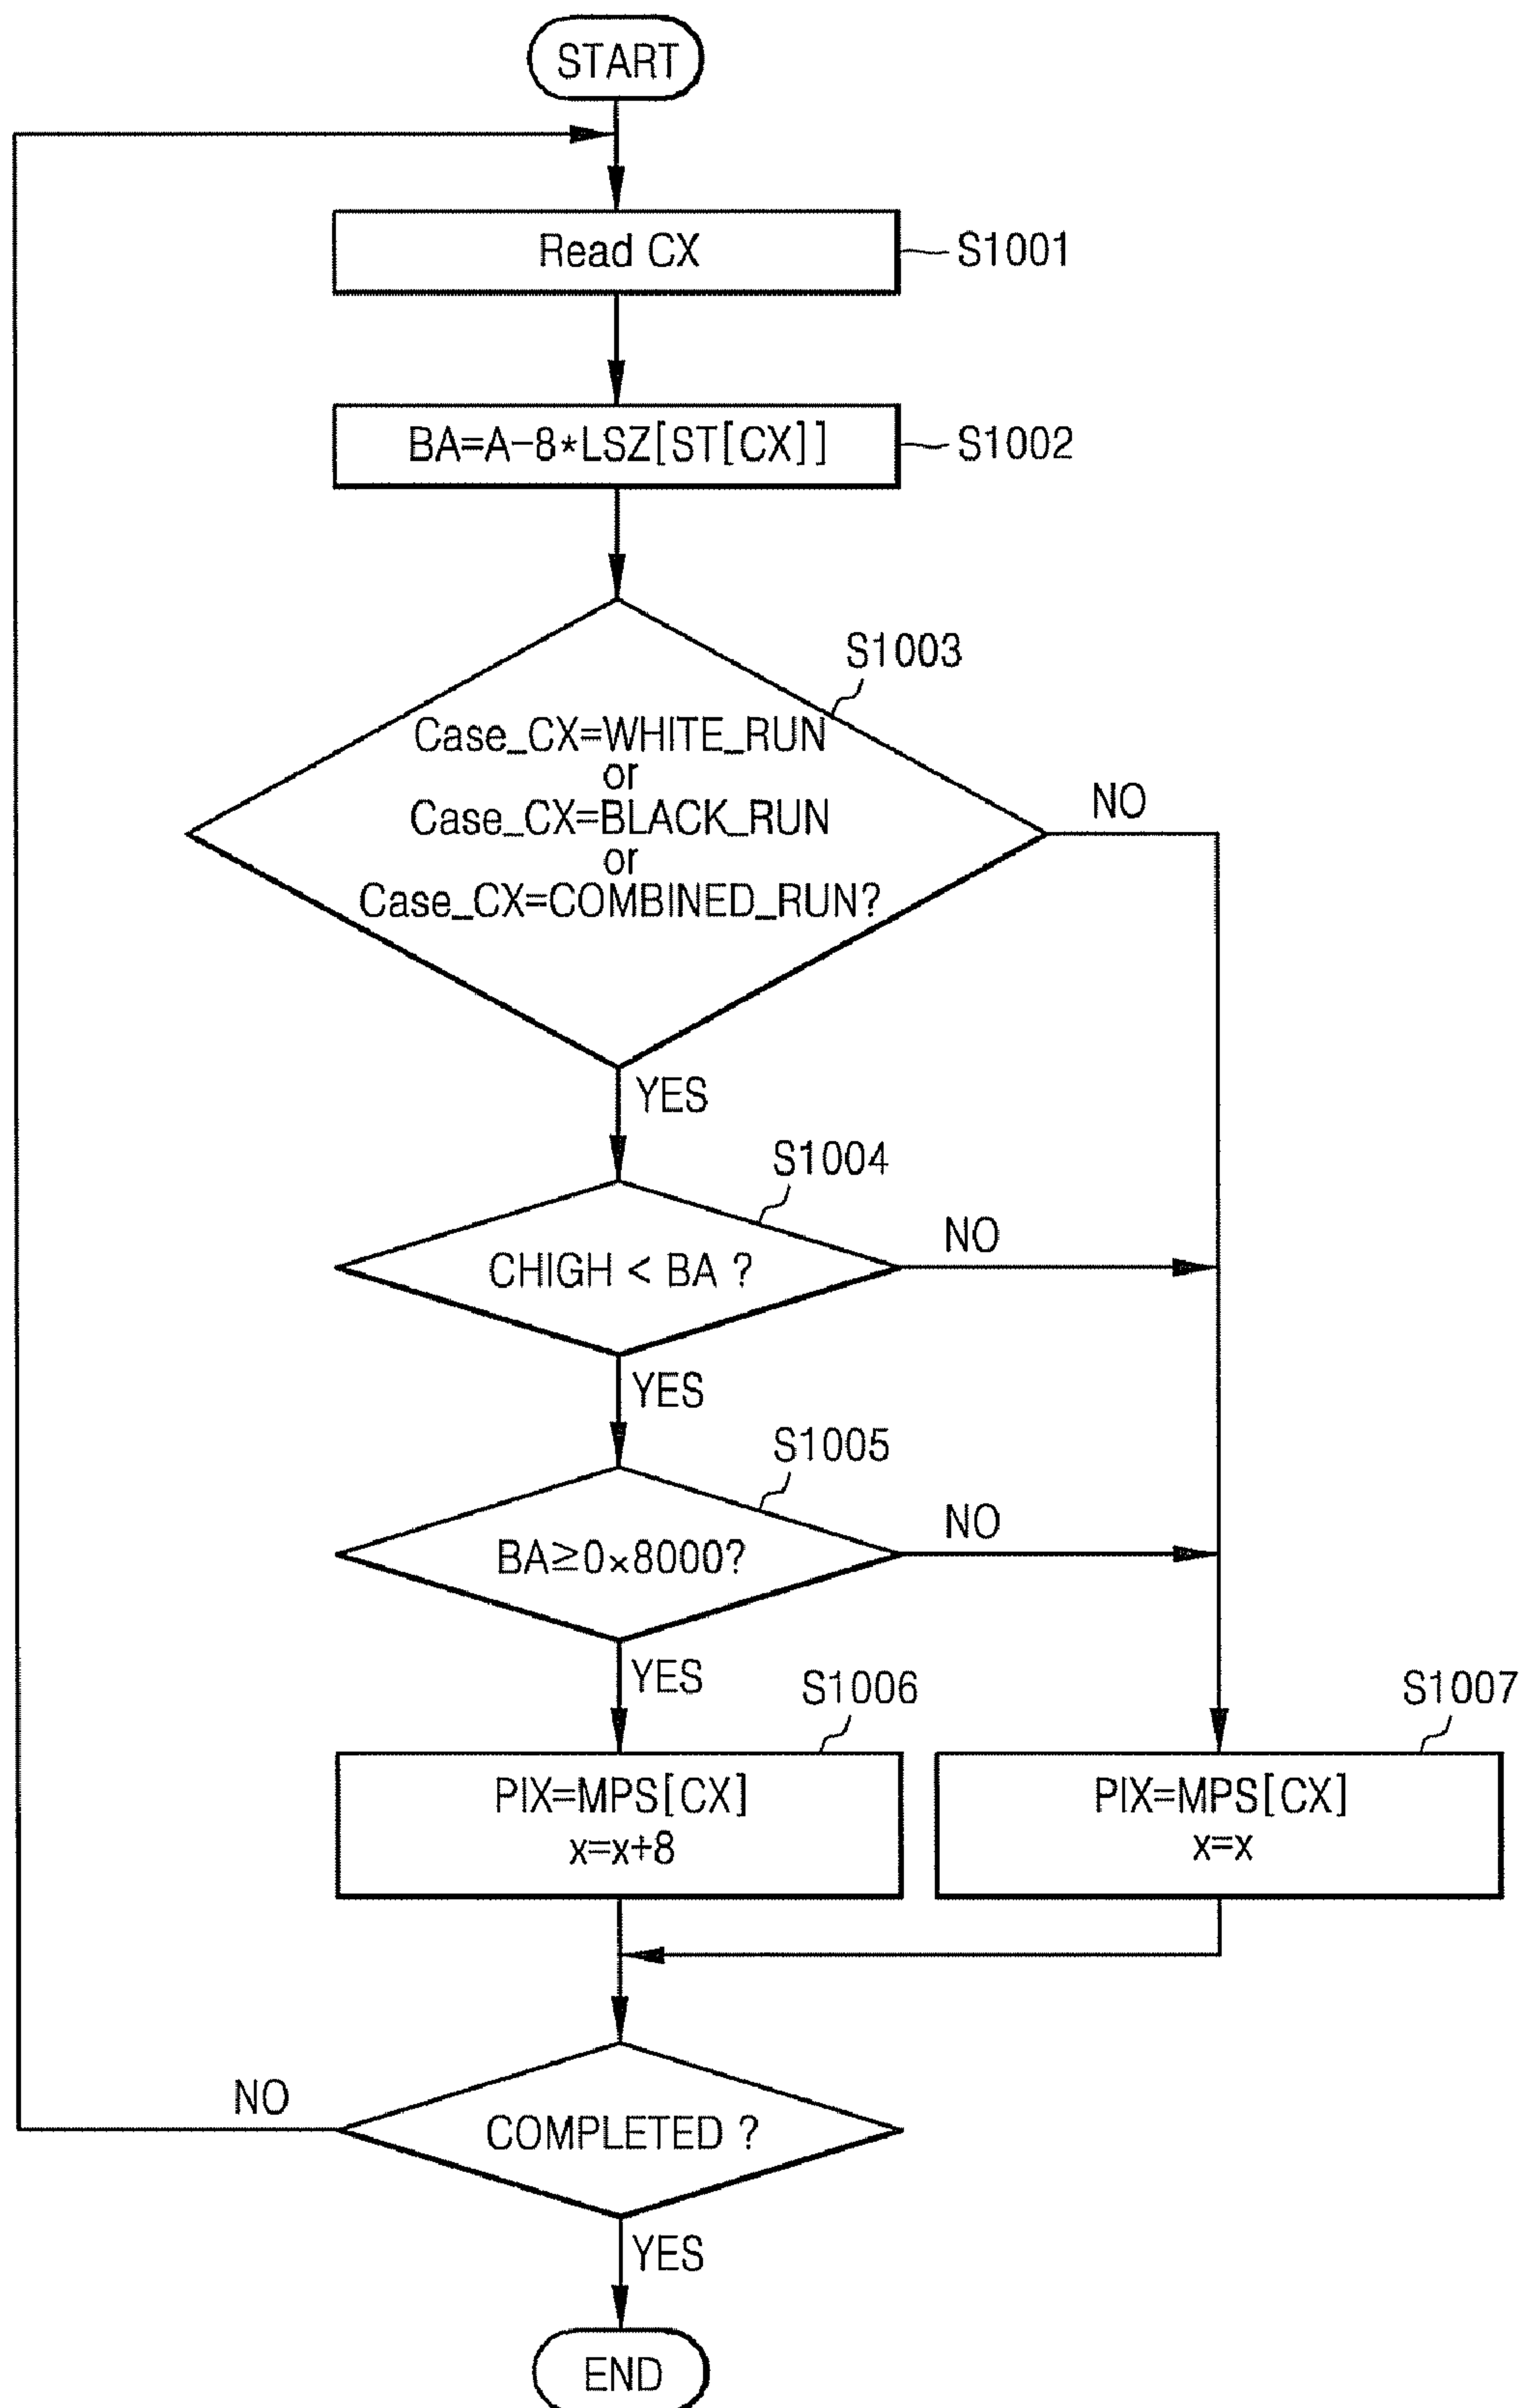 START
Read CX
S1001
BA=A-8*LSZ[ST[CX]]
S1002
S1003
Case_CX=WHITE_RUN
or
Case_CX=BLACK_RUN
or
Case_CX=COMBINED_RUN?
NO
YES
S1004
CHIGH < BA ?
NO
YES
S1005
BA≥0×8000?
NO
YES
S1006
PIX=MPS[CX]
x=x+8
S1007
PIX=MPS[CX]
x=x
NO
COMPLETED ?
YES
END